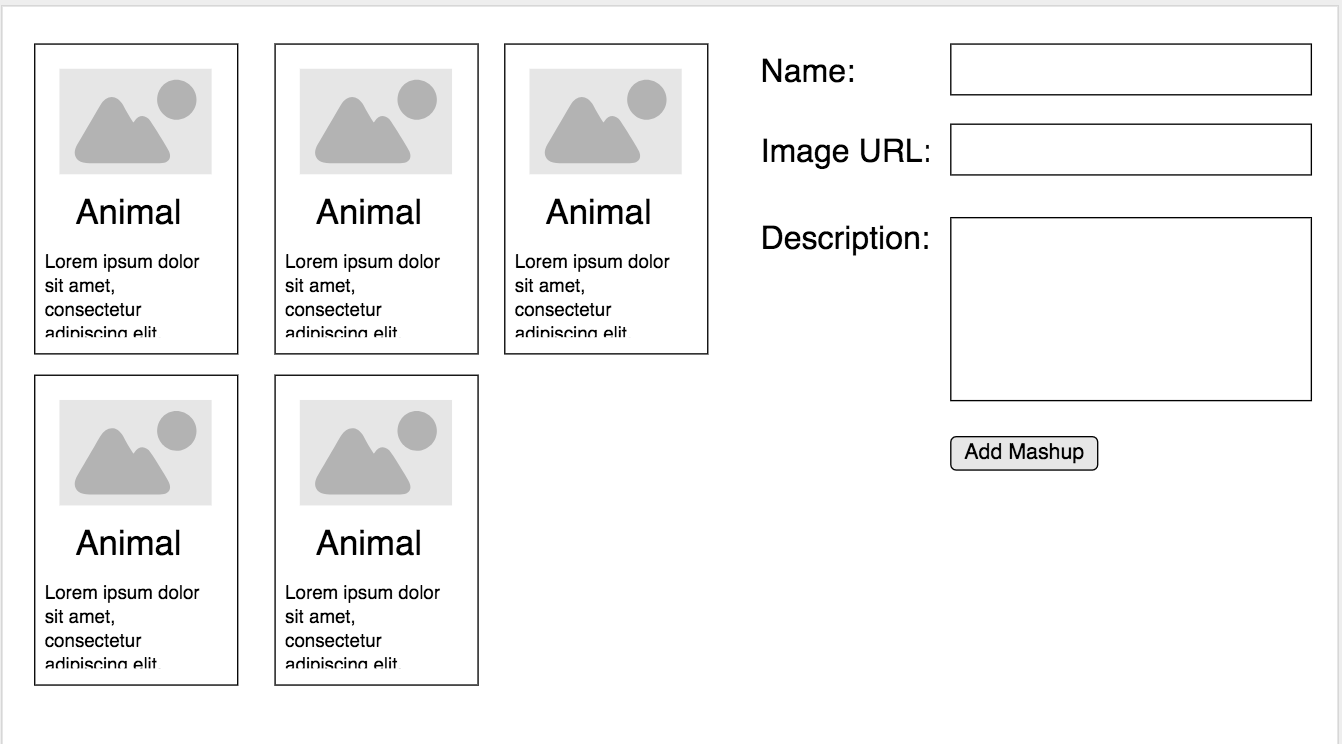 Animal
Lorem ipsum dolor
sit amet,
consectetur
adipiscing elit
Animal
Lorem ipsum dolor
sit amet,
consectetur
adipiscing elit
Animal
Lorem ipsum dolor
sit amet,
consectetur
adipiscing elit
Animal
Lorem ipsum dolor
sit amet,
consectetur
adipiscing elit
Animal
Lorem ipsum dolor
sit amet,
consectetur
adipiscing elit
Name:
Image URL:
Description:
Add Mashup